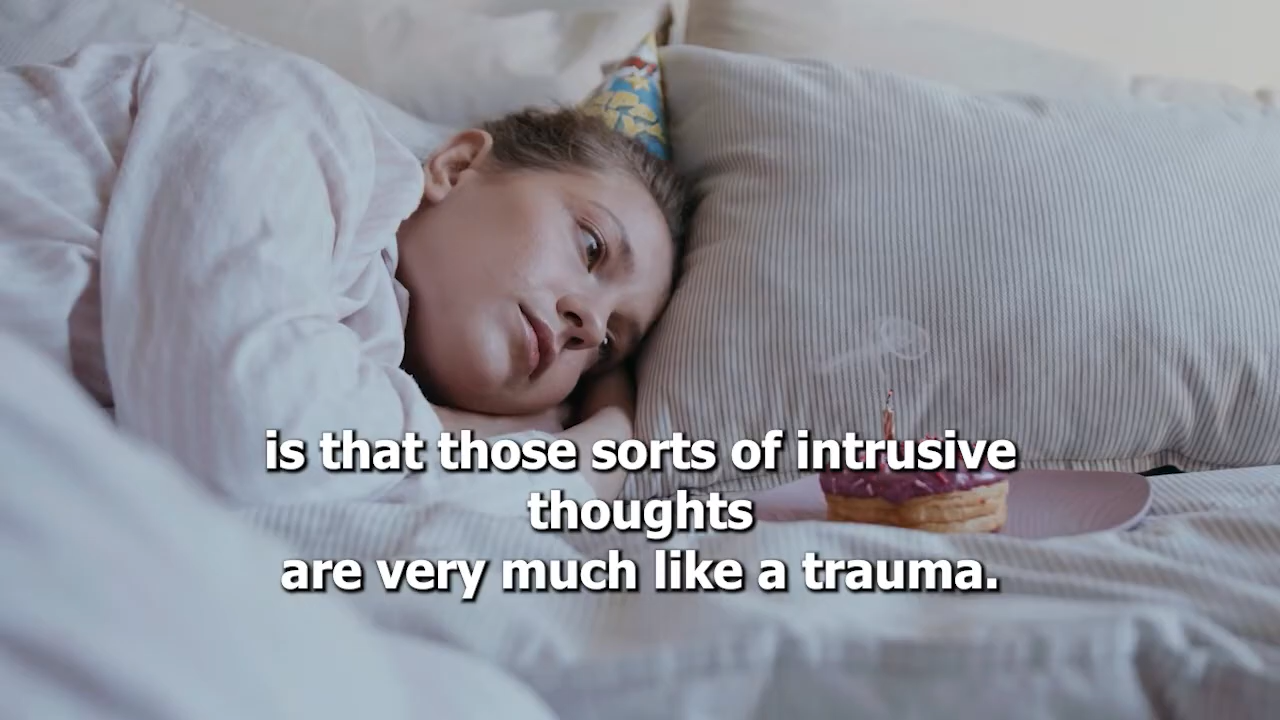 is that those sorts of intrusive
thoughts
are very much like a trauma.